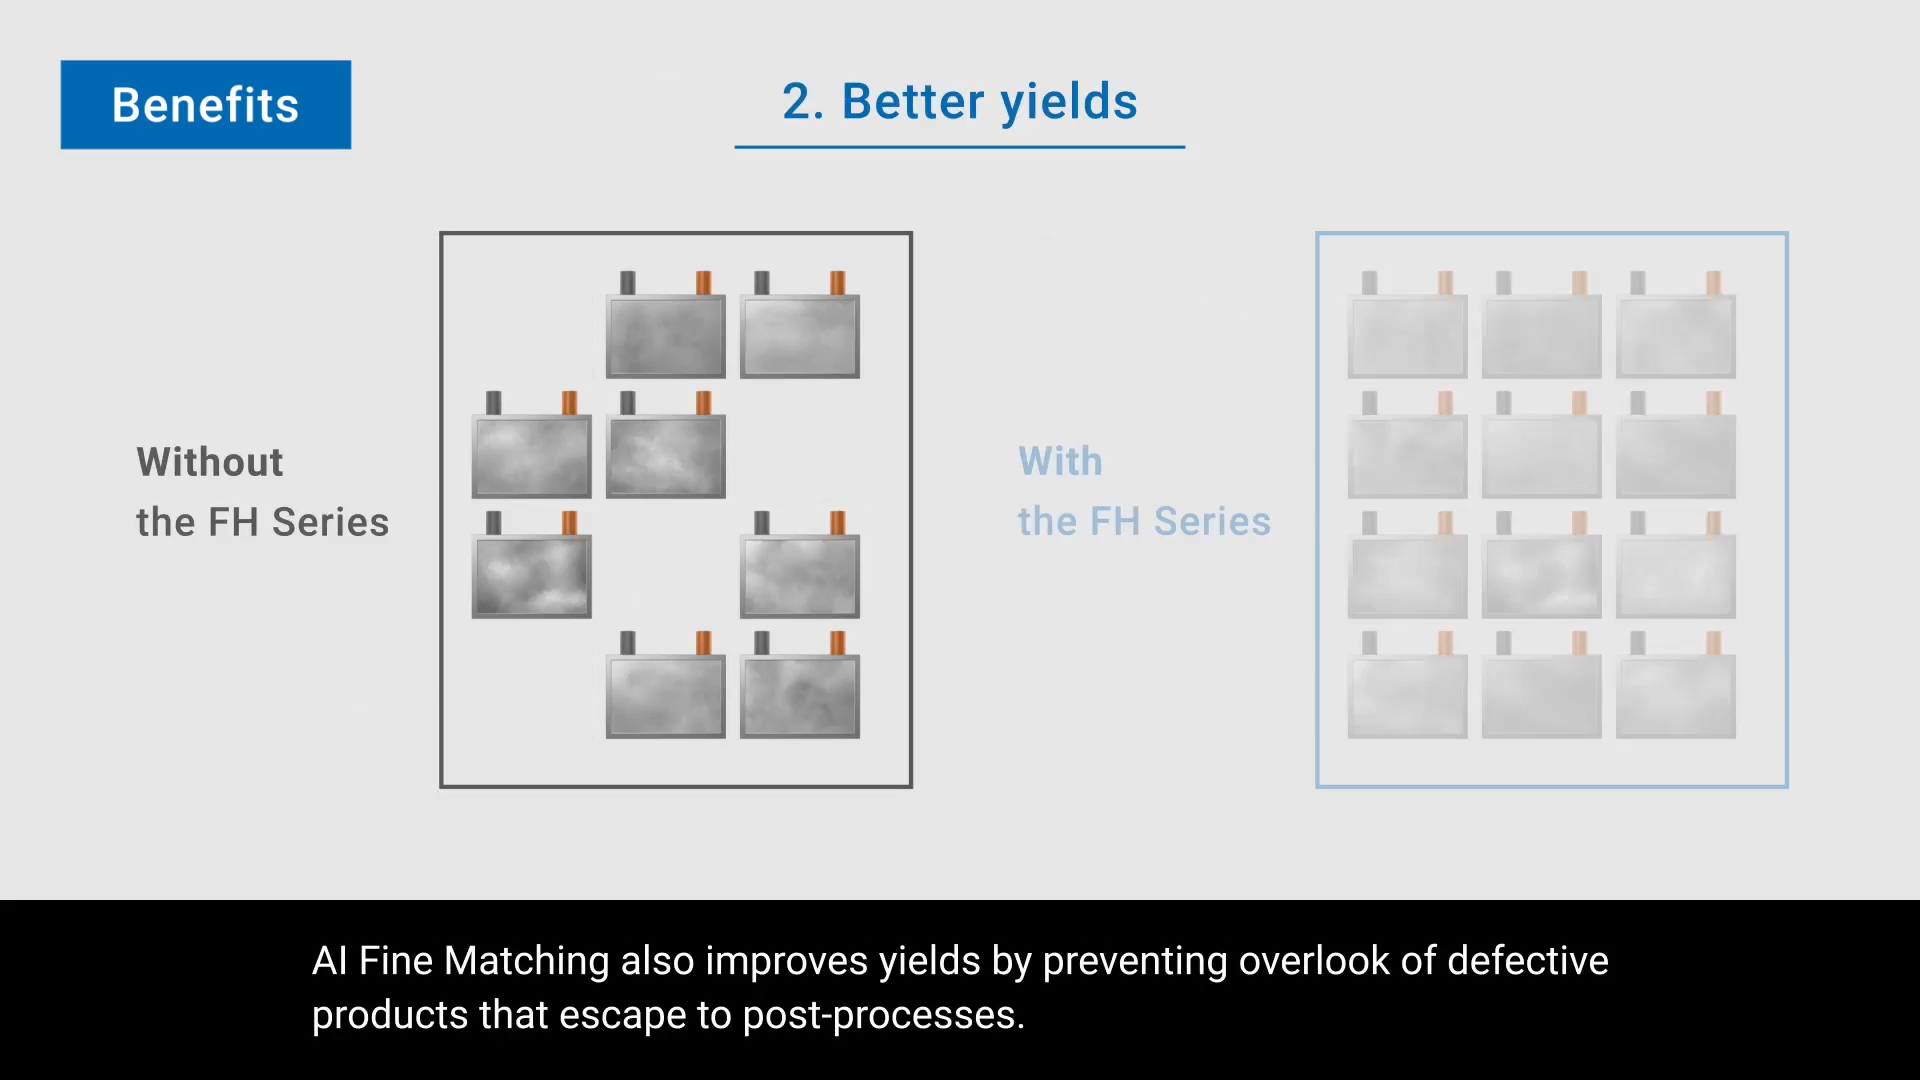 Benefits
2. Better yields
Without
the FH Series
With
the FH Series
AI Fine Matching also improves yields by preventing overlook of defective
products that escape to post-processes.